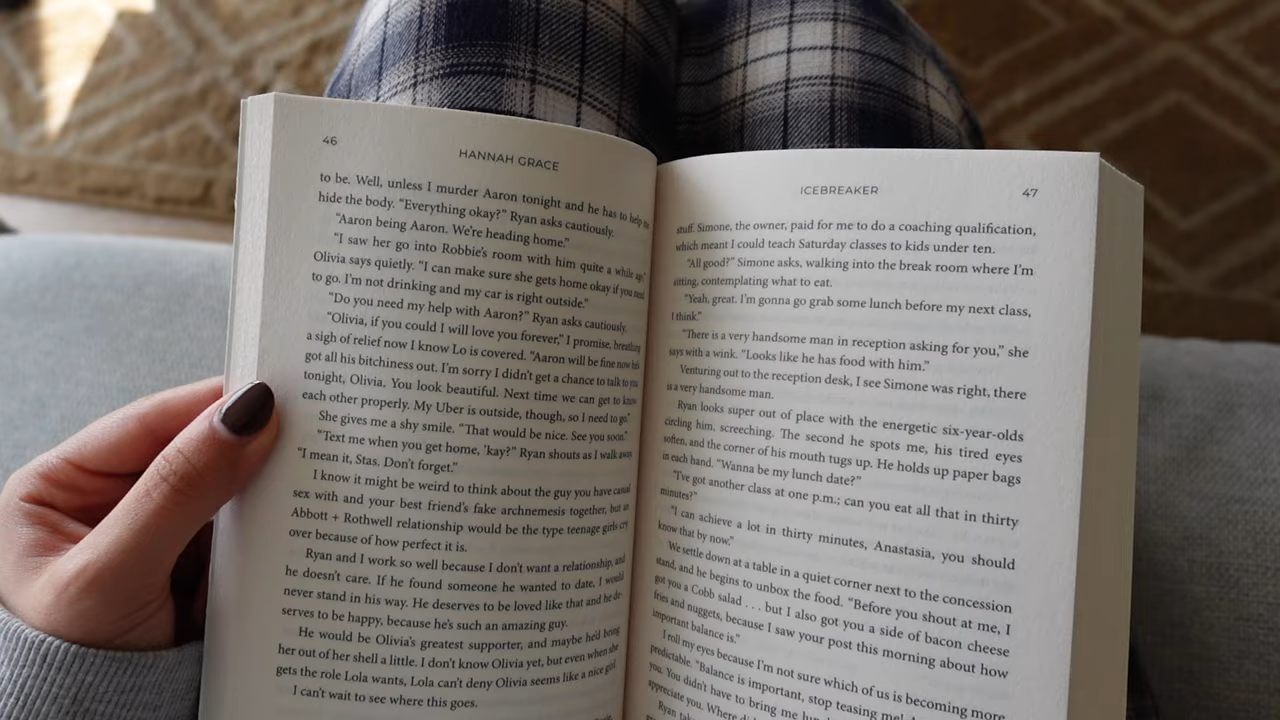 46
HANNAH GRACE
to be. Well, unless I murder Aaron tonight and he has to help me
hide the body. “Everything okay?” Ryan asks cautiously.
“Aaron being Aaron. We’re heading home.”
“I saw her go into Robbie’s room with him quite a while ago,”
Olivia says quietly. “I can make sure she gets home okay if you need
to go. I’m not drinking and my car is right outside.”
“Do you need my help with Aaron?” Ryan asks cautiously.
“Olivia, if you could I will love you forever,” I promise, breathing
a sigh of relief now I know Lo is covered. “Aaron will be fine now he’s
got all his bitchiness out. I’m sorry I didn’t get a chance to talk to you
tonight, Olivia. You look beautiful. Next time we can get to know
each other properly. My Uber is outside, though, so I need to go.”
She gives me a shy smile. “That would be nice. See you soon.”
“Text me when you get home, ’kay?” Ryan shouts as I walk away.
“I mean it, Stas. Don’t forget.”
I know it might be weird to think about the guy you have casual
sex with and your best friend’s fake archnemesis together, but an
Abbott + Rothwell relationship would be the type teenage girls cry
over because of how perfect it is.
Ryan and I work so well because I don’t want a relationship, and
he doesn’t care. If he found someone he wanted to date, I would
never stand in his way. He deserves to be loved like that and he de-
serves to be happy, because he’s such an amazing guy.
He would be Olivia’s greatest supporter, and maybe he’d bring
her out of her shell a little. I don’t know Olivia yet, but even when she
gets the role Lola wants, Lola can’t deny Olivia seems like a nice girl.
I can’t wait to see where this goes.
ICEBREAKER
47
stuff. Simone, the owner, paid for me to do a coaching qualification,
which meant I could teach Saturday classes to kids under ten.
“All good?” Simone asks, walking into the break room where I’m
sitting, contemplating what to eat.
“Yeah, great. I’m gonna go grab some lunch before my next class,
I think.”
“There is a very handsome man in reception asking for you,” she
says with a wink. “Looks like he has food with him.”
Venturing out to the reception desk, I see Simone was right, there
is a very handsome man.
Ryan looks super out of place with the energetic six-year-olds
circling him, screeching. The second he spots me, his tired eyes
soften, and the corner of his mouth tugs up. He holds up paper bags
in each hand. “Wanna be my lunch date?”
“I’ve got another class at one p.m.; can you eat all that in thirty
minutes?”
“I can achieve a lot in thirty minutes, Anastasia, you should
know that by now.”
We settle down at a table in a quiet corner next to the concession
stand, and he begins to unbox the food. “Before you shout at me, I
got you a Cobb salad . . . but I also got you a side of bacon cheese
fries and nuggets, because I saw your post this morning about how
important balance is.”
I roll my eyes because I’m not sure which of us is becoming more
predictable. “Balance is important, stop teasing me!
you. You didn’t have to bring me
appreciate you. Where
Ryan